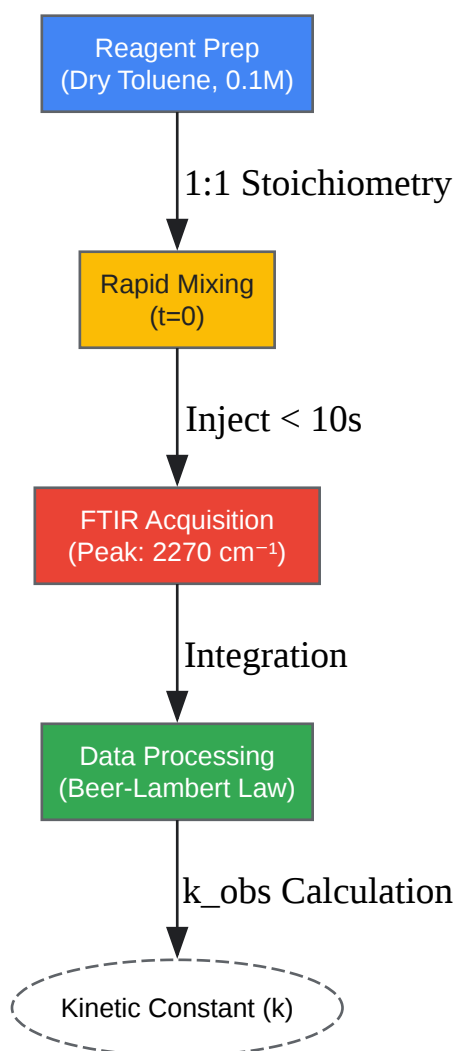 Reagent Prep
(Dry Toluene, 0.1M)
1:1 Stoichiometry
Rapid Mixing
(t=0)
Inject < 10s
FTIR Acquisition
(Peak: 2270 cm⁻¹)
Integration
Data Processing
(Beer-Lambert Law)
k_obs Calculation
Kinetic Constant (k)